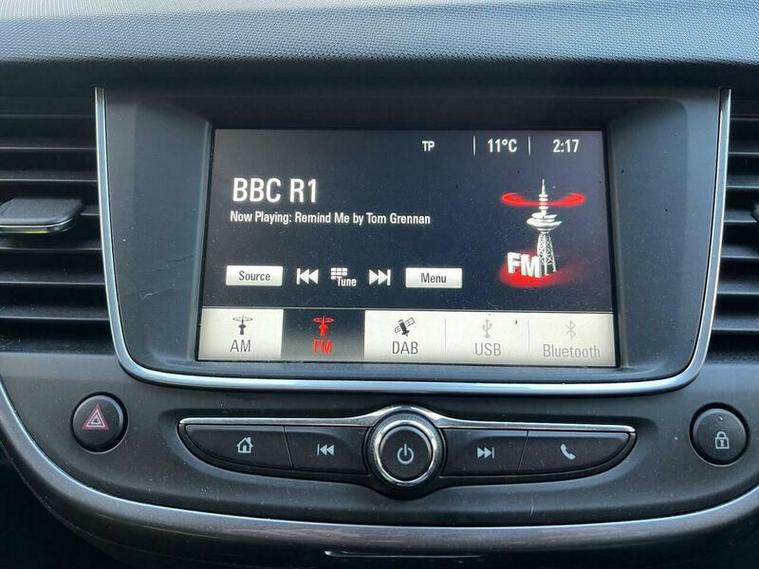 TP 11°C 2:17
BBC R1
Now Playing: Remind Me by Tom Grennan
FM
Source Tune Menu
AM FM DAB USB Bluetooth